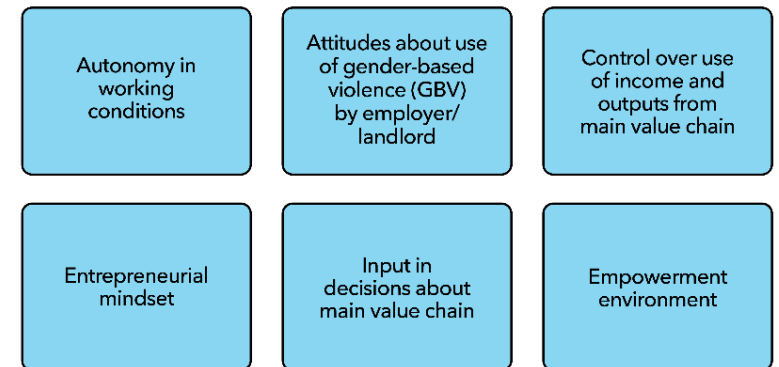 Autonomy in
working
conditions
Attitudes about use
of gender-based
violence (GBV)
by employer/
landlord
Control over use
of income and
outputs from
main value chain
Entrepreneurial
mindset
Input in
decisions about
main value chain
Empowerment
environment